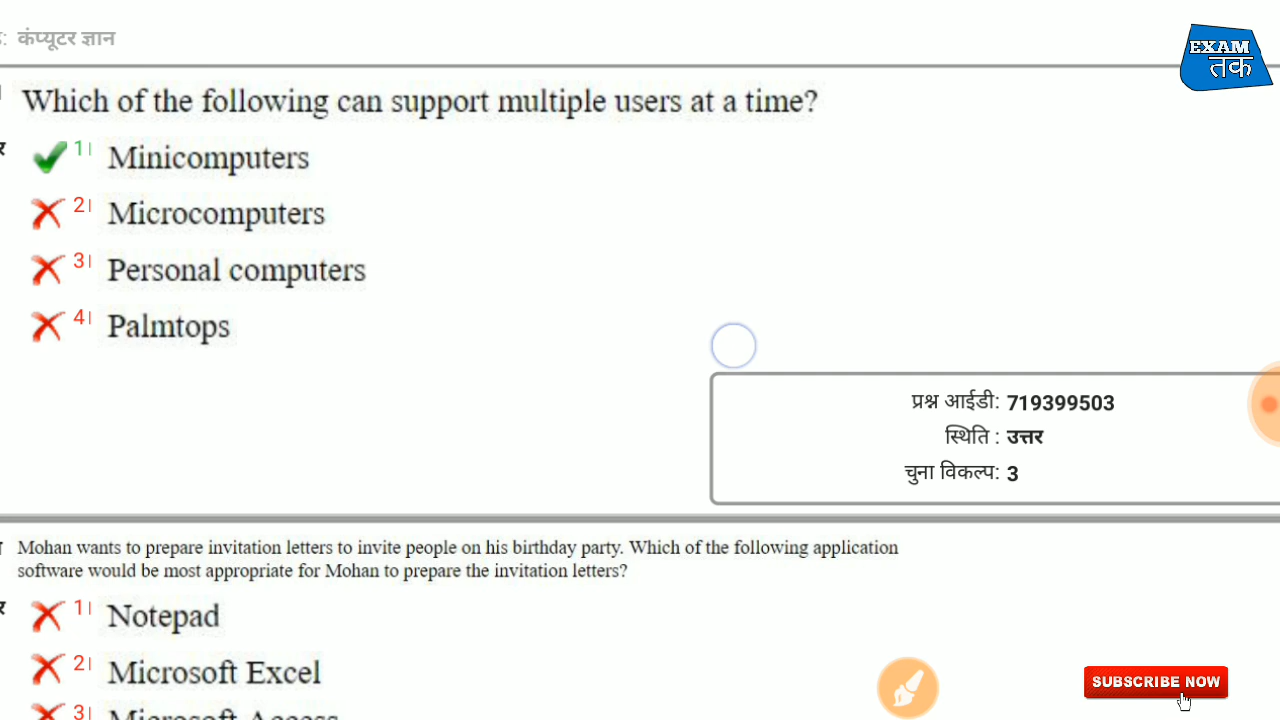 कंप्यूटर ज्ञान
EXAM
तक
Which of the following can support multiple users at a time?
1। Minicomputers
2। Microcomputers
3। Personal computers
4। Palmtops
प्रश्न आईडी: 719399503
स्थिति : उत्तर
चुना विकल्प: 3
Mohan wants to prepare invitation letters to invite people on his birthday party. Which of the following application
software would be most appropriate for Mohan to prepare the invitation letters?
1। Notepad
2। Microsoft Excel
SUBSCRIBE NOW
3। Microsoft Access